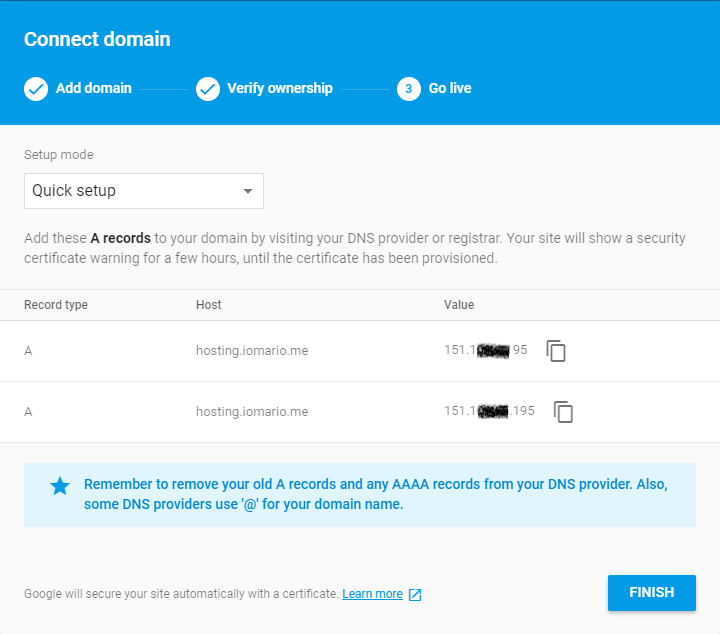 Connect domain
Add domain
Verify ownership
3 Go live
Setup mode
Quick setup
Add these A records to your domain by visiting your DNS provider or registrar. Your site will show a security
certificate warning for a few hours, until the certificate has been provisioned.
Record type Host Value
A hosting.iomario.me 151.1 95
A hosting.iomario.me 151.1 .195
Remember to remove your old A records and any AAAA records from your DNS provider. Also,
some DNS providers use '@' for your domain name.
Google will secure your site automatically with a certificate. Learn more
FINISH